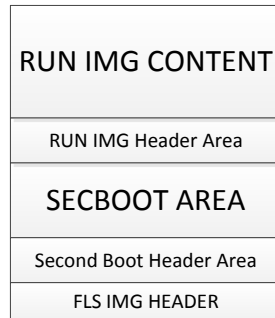 RUN IMG CONTENT
RUN IMG Header Area
SECBOOT AREA
Second Boot Header Area
FLS IMG HEADER